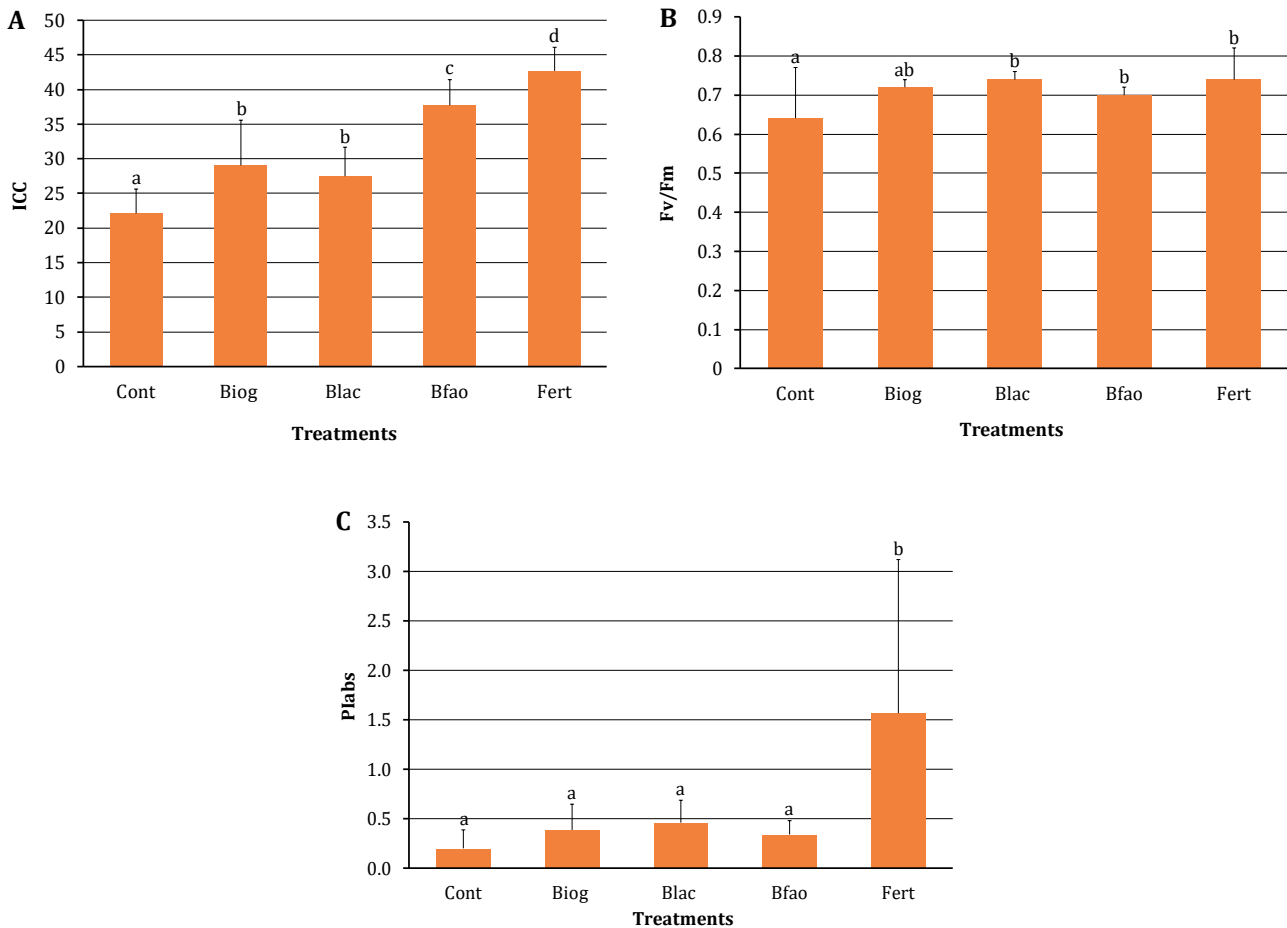 A
ICC
50
45
40
35
30
25
20
15
10
5
0
a
b
b
c
d
Cont Biog Blac Bfao Fert
Treatments
B
Fv/Fm
0.9
0.8
0.7
0.6
0.5
0.4
0.3
0.2
0.1
0
a
ab
b
b
b
Cont Biog Blac Bfao Fert
Treatments
C
PIabs
3.5
3.0
2.5
2.0
1.5
1.0
0.5
0.0
a
a
a
a
b
Cont Biog Blac Bfao Fert
Treatments